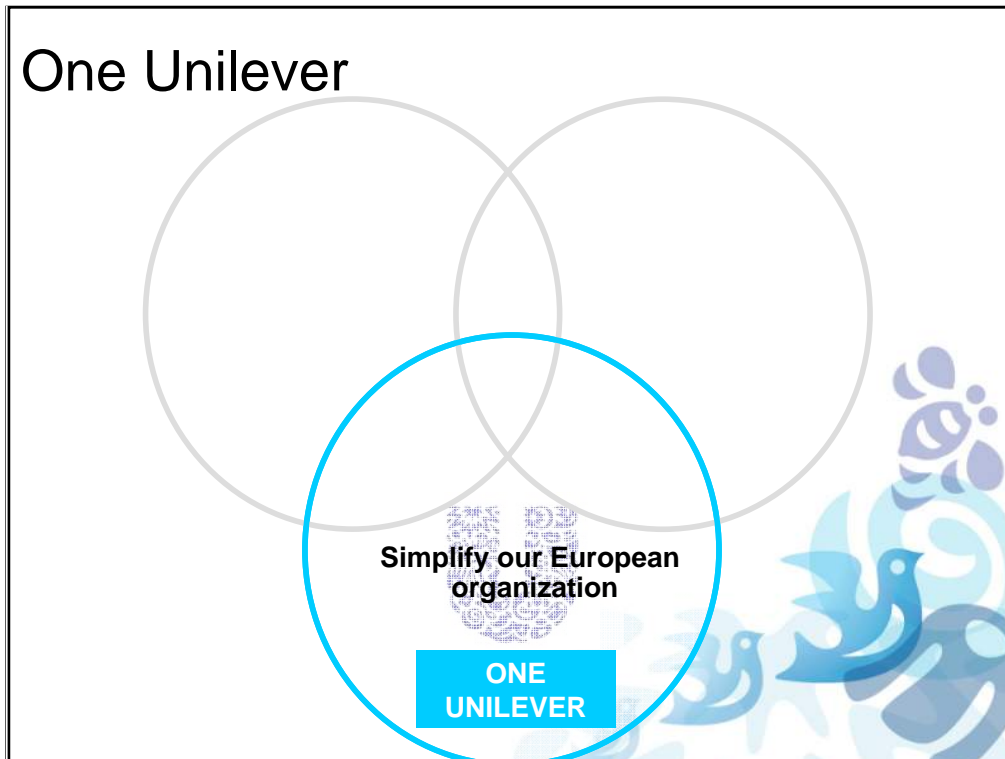 One Unilever
Simplify our European
organization
ONE
UNILEVER